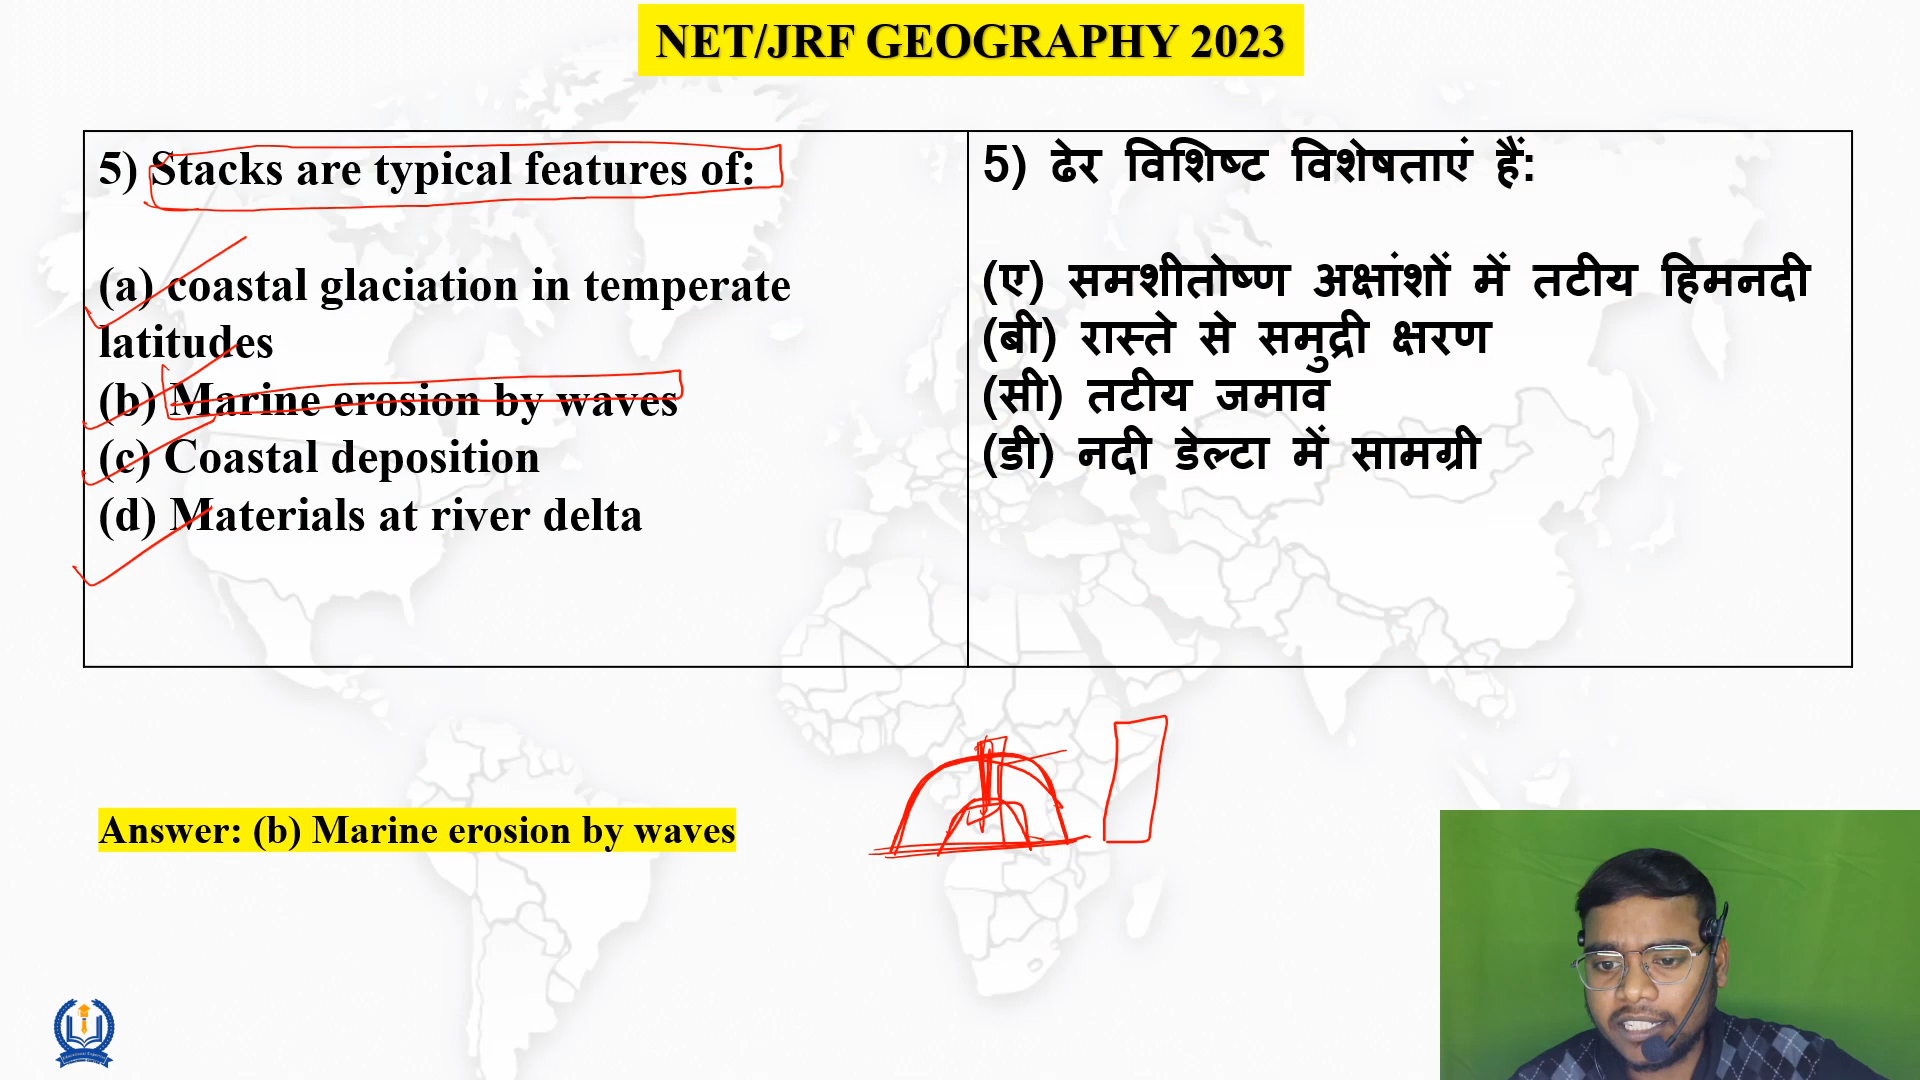 NET/JRF GEOGRAPHY 2023
5) Stacks are typical features of:
(a) coastal glaciation in temperate
latitudes
(b) Marine erosion by waves
(c) Coastal deposition
(d) Materials at river delta
5) ढेर विशिष्ट विशेषताएं हैं:
(ए) समशीतोष्ण अक्षांशों में तटीय हिमनदी
(बी) रास्ते से समुद्री क्षरण
(सी) तटीय जमाव
(डी) नदी डेल्टा में सामग्री
Answer: (b) Marine erosion by waves